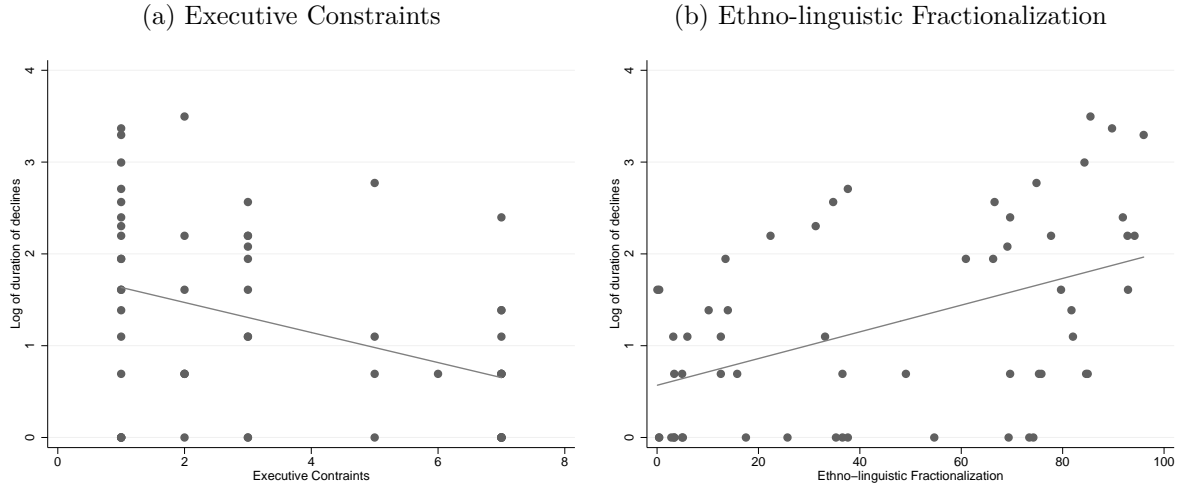 (a) Executive Constraints
(b) Ethno-linguistic Fractionalization
Log of duration of declines
4
3
2
1
0
0 2 4 6 8
Executive Contraints
Log of duration of declines
4
3
2
1
0
0 20 40 60 80 100
Ethno−linguistic Fractionalization